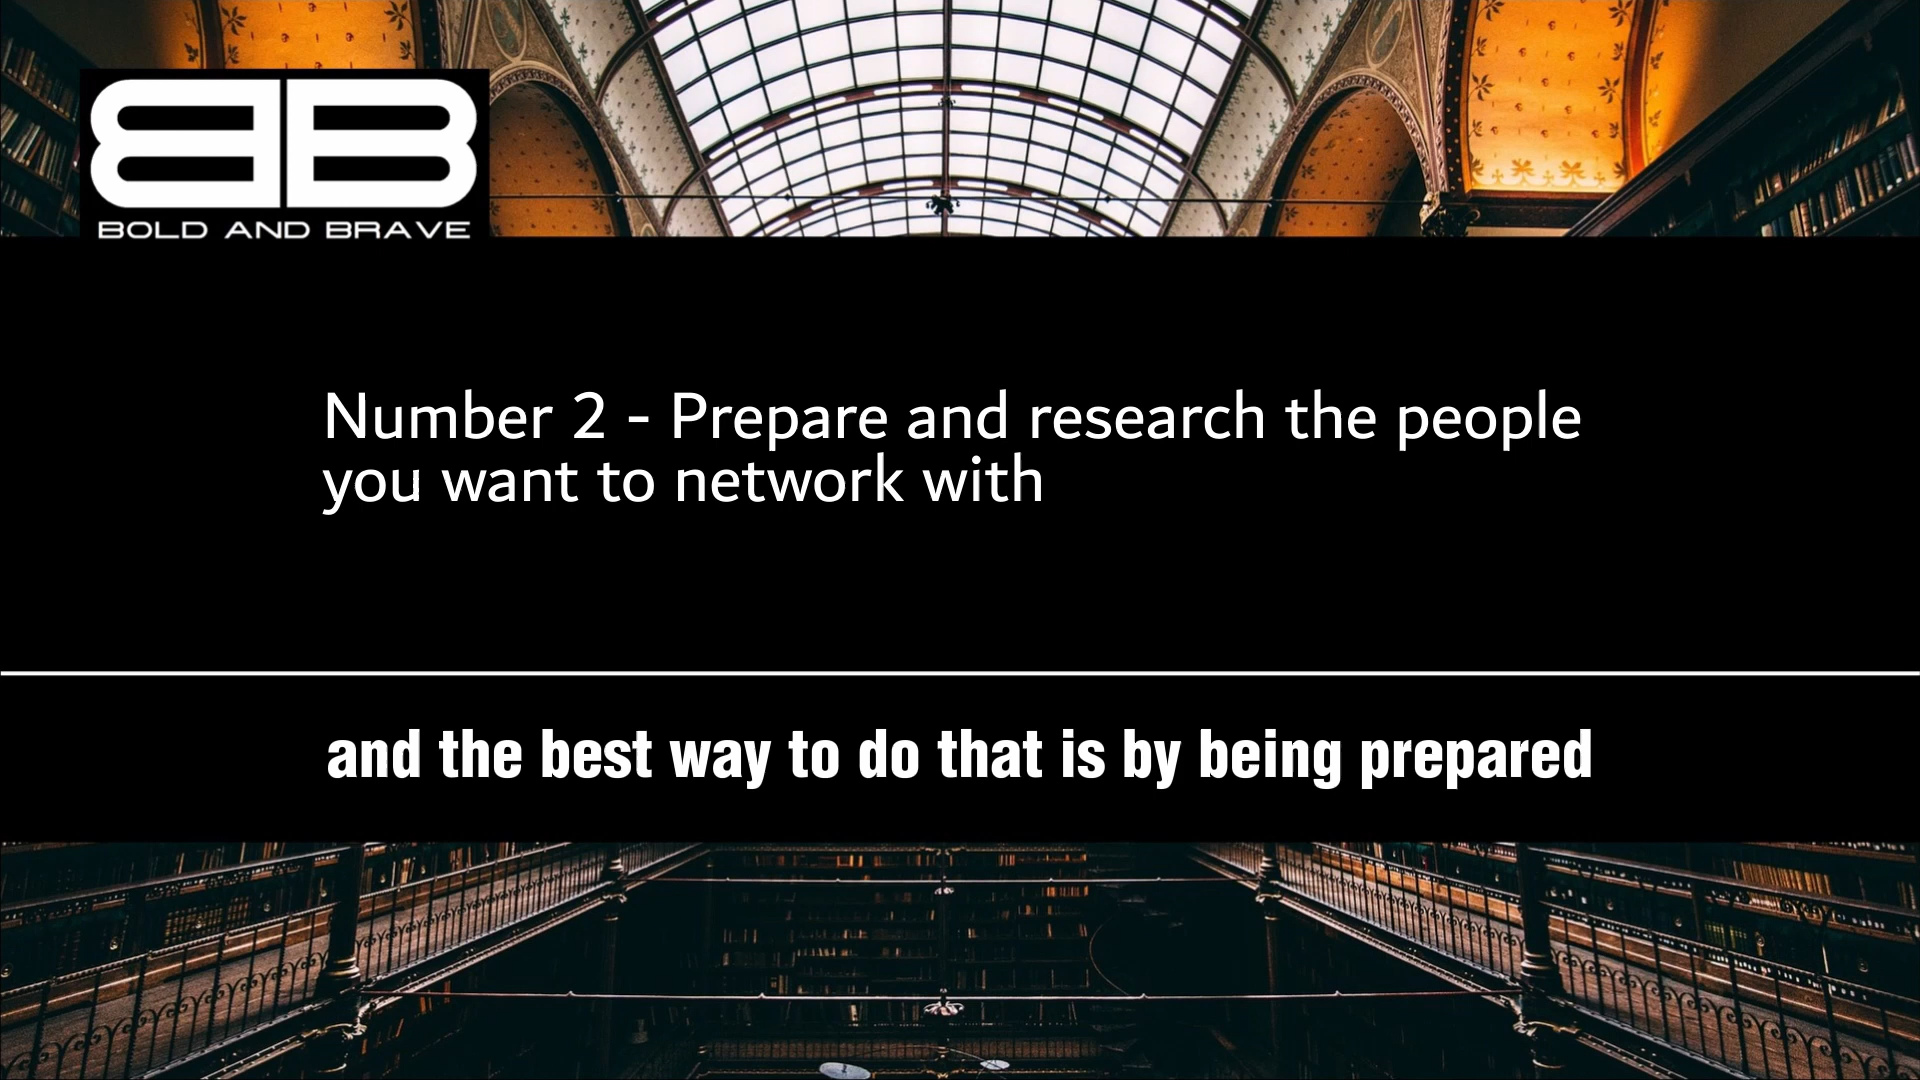 BB
BOLD AND BRAVE
Number 2 - Prepare and research the people
you want to network with
and the best way to do that is by being prepared